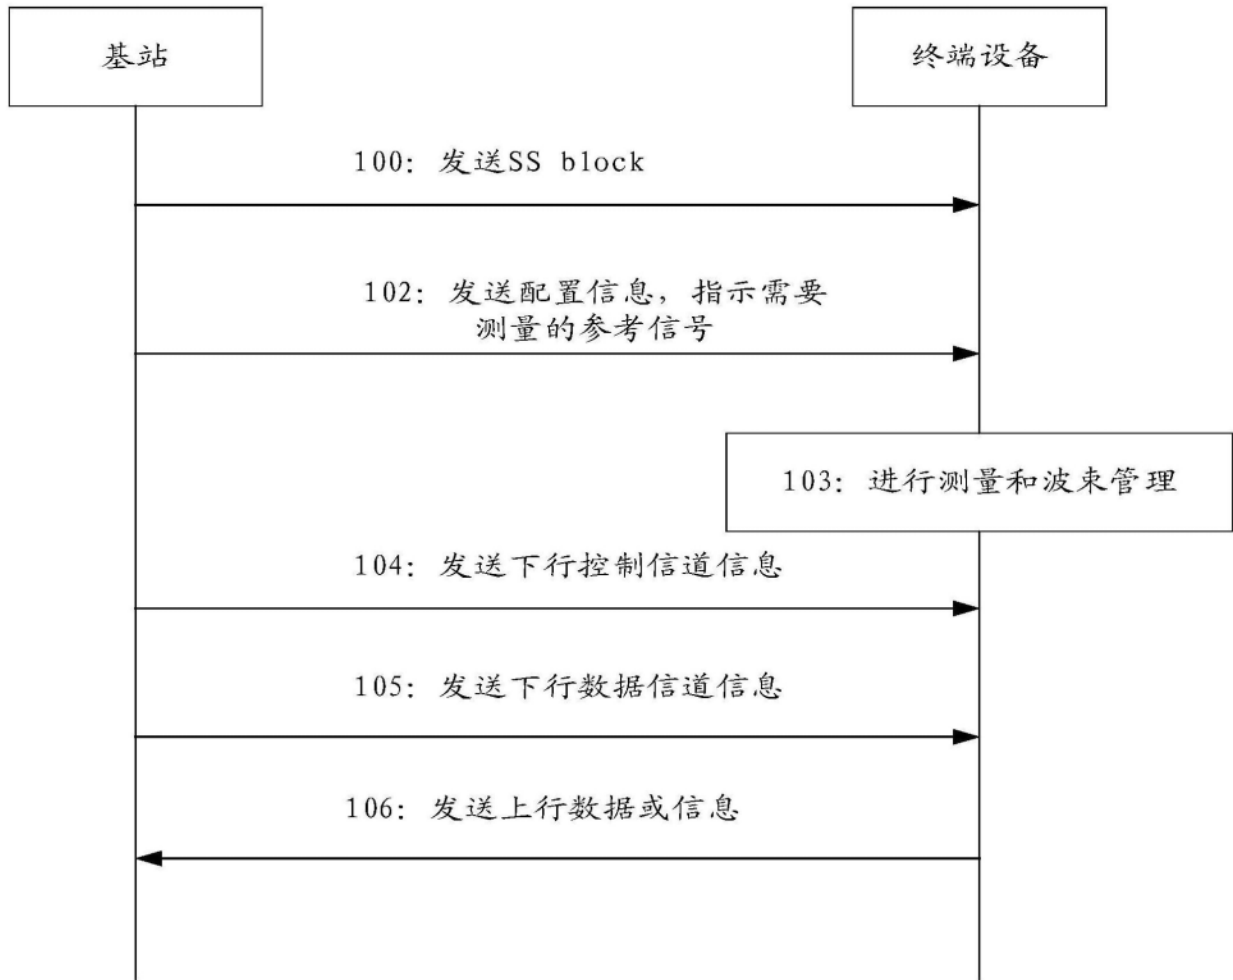 基站
终端设备
100: 发送SS block
102: 发送配置信息, 指示需要
测量的参考信号
103: 进行测量和波束管理
104: 发送下行控制信道信息
105: 发送下行数据信道信息
106: 发送上行数据或信息